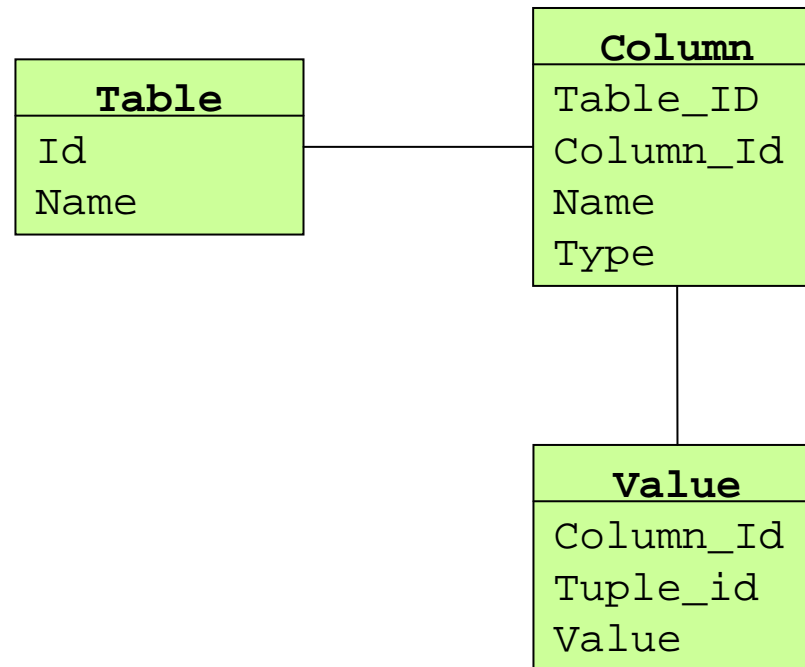 Table
Id
Name
Column
Table_ID
Column_Id
Name
Type
Value
Column_Id
Tuple_id
Value